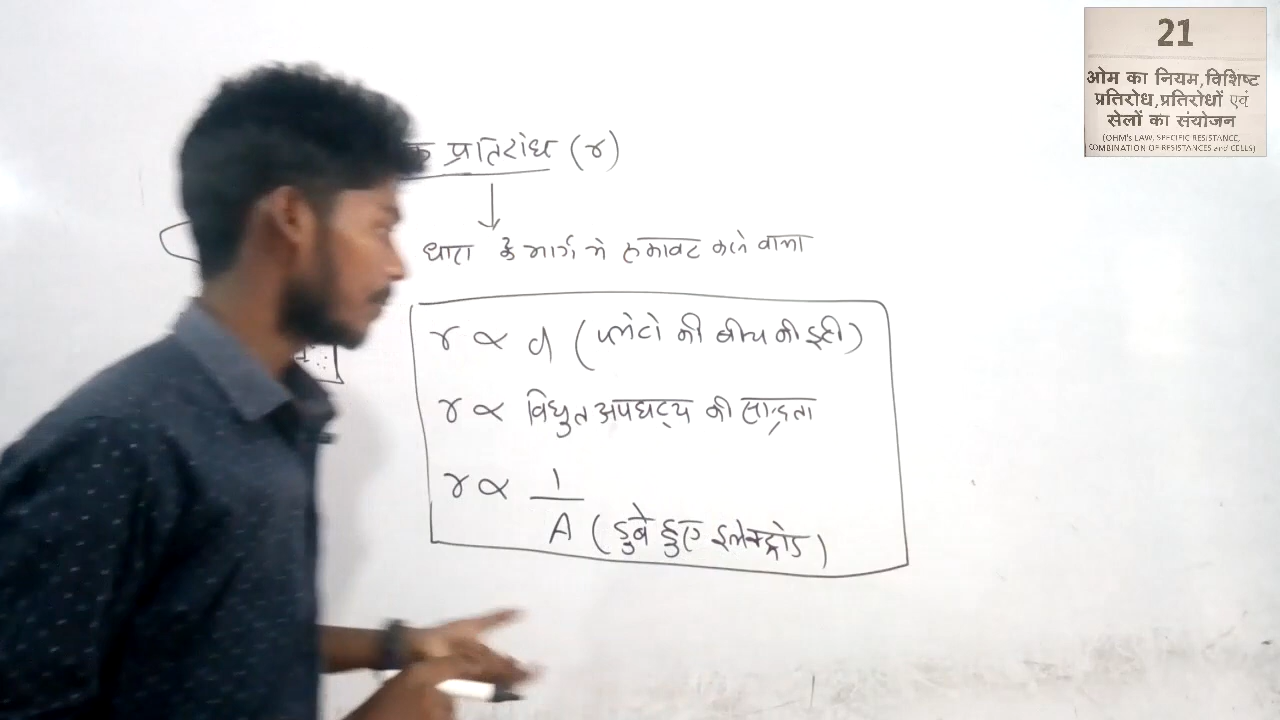 21
ओम का नियम,विशिष्ट
प्रतिरोध,प्रतिरोधों एवं
सेलों का संयोजन
(OHM's LAW, SPECIFIC RESISTANCE,
COMBINATION OF RESISTANCES and CELLS)
क प्रतिरोध (r)
धारा के मार्ग मे रुकावट करने वाला
r ∝ d (प्लेटो की बीच की दुरी)
r ∝ विधुत अपघट्य की सांद्रता
r ∝ 1
A (डुबे हुए इलेक्ट्रोड)